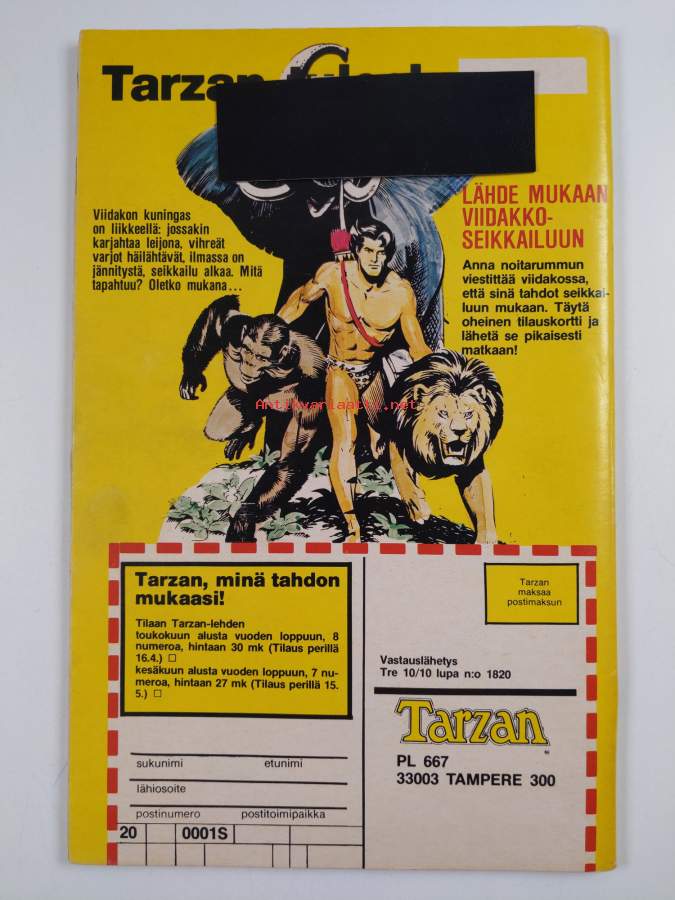 Tarzan
Viidakon kuningas
on liikkeellä: jossakin
karjahtaa leijona, vihreät
varjot häilähtävät, ilmassa on
jännitystä, seikkailu alkaa. Mitä
tapahtuu? Oletko mukana...
LÄHDE MUKAAN
VIIDAKKO-
SEIKKAILUUN
Anna noitarummun
viestittää viidakossa,
että sinä tahdot seikkai-
luun mukaan. Täytä
oheinen tilauskortti ja
lähetä se pikaisesti
matkaan!
Antikvariaatti.net
Tarzan, minä tahdon
mukaasi!
Tilaan Tarzan-lehden
toukokuun alusta vuoden loppuun, 8
numeroa, hintaan 30 mk (Tilaus perillä
16.4.) □
kesäkuun alusta vuoden loppuun, 7 nu-
meroa, hintaan 27 mk (Tilaus perillä 15.
5.) □
sukunimi etunimi
lähiosoite
postinumero postitoimipaikka
20 0001S
Tarzan
maksaa
postimaksun
Vastauslähetys
Tre 10/10 lupa n:o 1820
Tarzan
PL 667
33003 TAMPERE 300